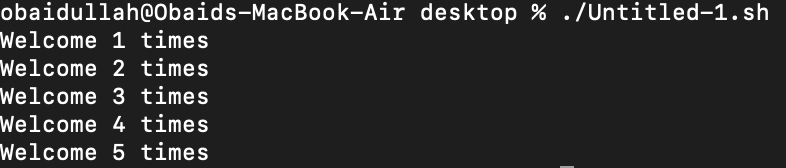 obaidullah@Obaids-MacBook-Air desktop % ./Untitled-1.sh
Welcome 1 times
Welcome 2 times
Welcome 3 times
Welcome 4 times
Welcome 5 times